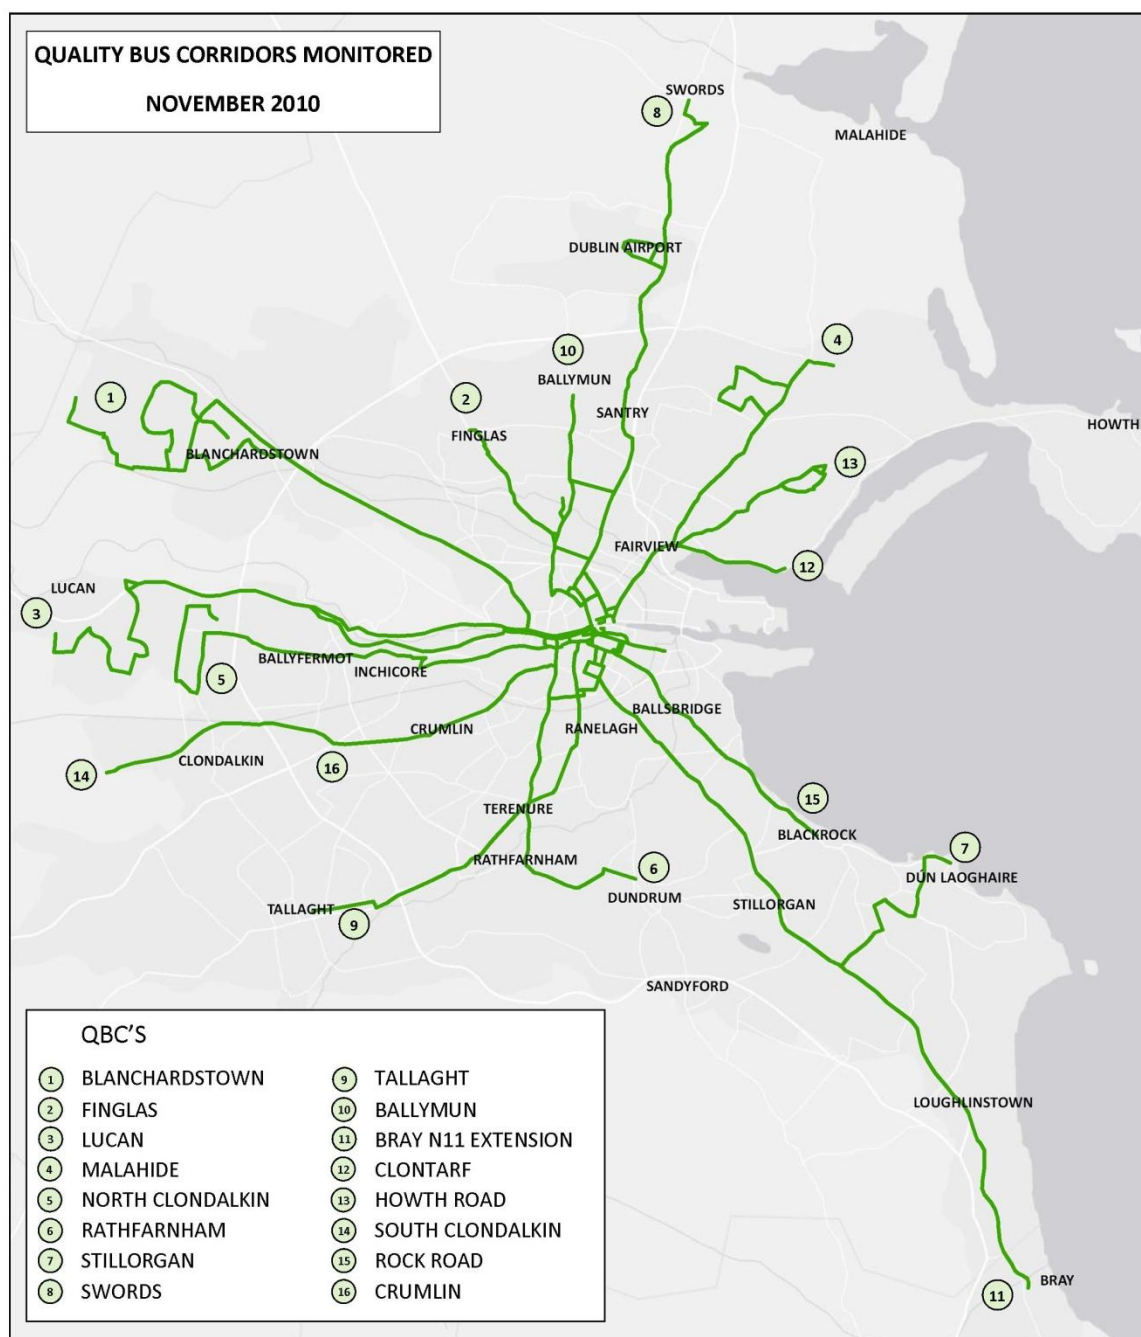 QUALITY BUS CORRIDORS MONITORED
NOVEMBER 2010
SWORDS
8
MALAHIDE
DUBLIN AIRPORT
10
4
BALLYMUN
1
2
SANTRY
HOWTH
FINGLAS
BLANCHARDSTOWN
13
FAIRVIEW
12
LUCAN
3
BALLYFERMOT
INCHICORE
5
BALLSBRIDGE
CRUMLIN
RANELAGH
CLONDALKIN
14
16
15
TERENURE
BLACKROCK
7
RATHFARNHAM
6
DÚN LAOGHAIRE
DUNDRUM
STILLORGAN
TALLAGHT
9
SANDYFORD
LOUGHLINSTOWN
BRAY
11
QBC'S
1 BLANCHARDSTOWN
2 FINGLAS
3 LUCAN
4 MALAHIDE
5 NORTH CLONDALKIN
6 RATHFARNHAM
7 STILLORGAN
8 SWORDS
9 TALLAGHT
10 BALLYMUN
11 BRAY N11 EXTENSION
12 CLONTARF
13 HOWTH ROAD
14 SOUTH CLONDALKIN
15 ROCK ROAD
16 CRUMLIN